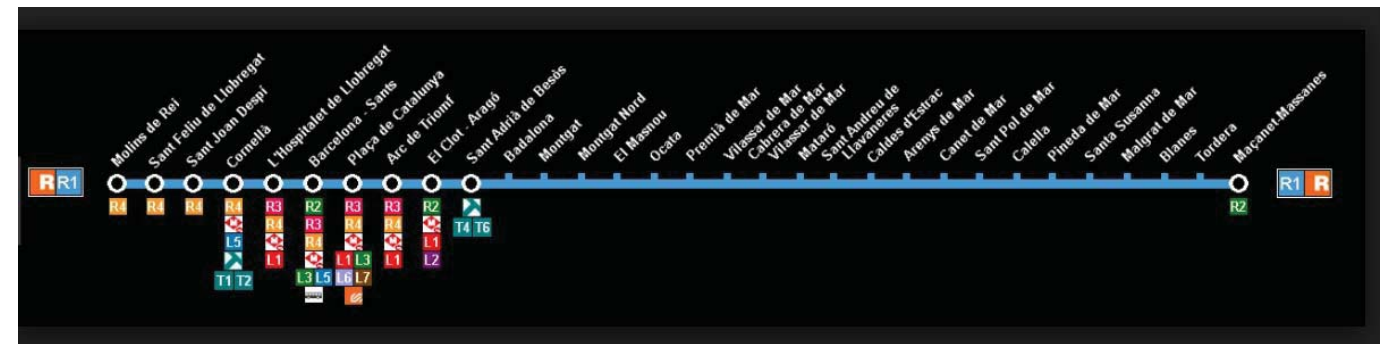 Molins de Rei
Sant Feliu de Llobregat
Sant Joan Despí
Cornellà
L'Hospitalet de Llobregat
Barcelona - Sants
Plaça de Catalunya
Arc de Triomf
El Clot - Aragó
Sant Adrià de Besòs
Badalona
Montgat
Montgat Nord
El Masnou
Ocata
Premià de Mar
Vilassar de Mar
Cabrera de Mar
Vilassar de Mar
Mataró
Sant Andreu de
Llavaneres
Caldes d'Estrac
Arenys de Mar
Canet de Mar
Sant Pol de Mar
Calella
Pineda de Mar
Santa Susanna
Malgrat de Mar
Blanes
Tordera
Maçanet-Massanes
R R1
R1 R
R4
R4
R4
R4
M
L5
T1 T2
R3
R4
M
L1
R2
R3
R4
M
L3 L5
R3
R4
M
L1 L3
L6 L7
R3
R4
M
L1
R2
M
L1
L2
T4 T6
R2